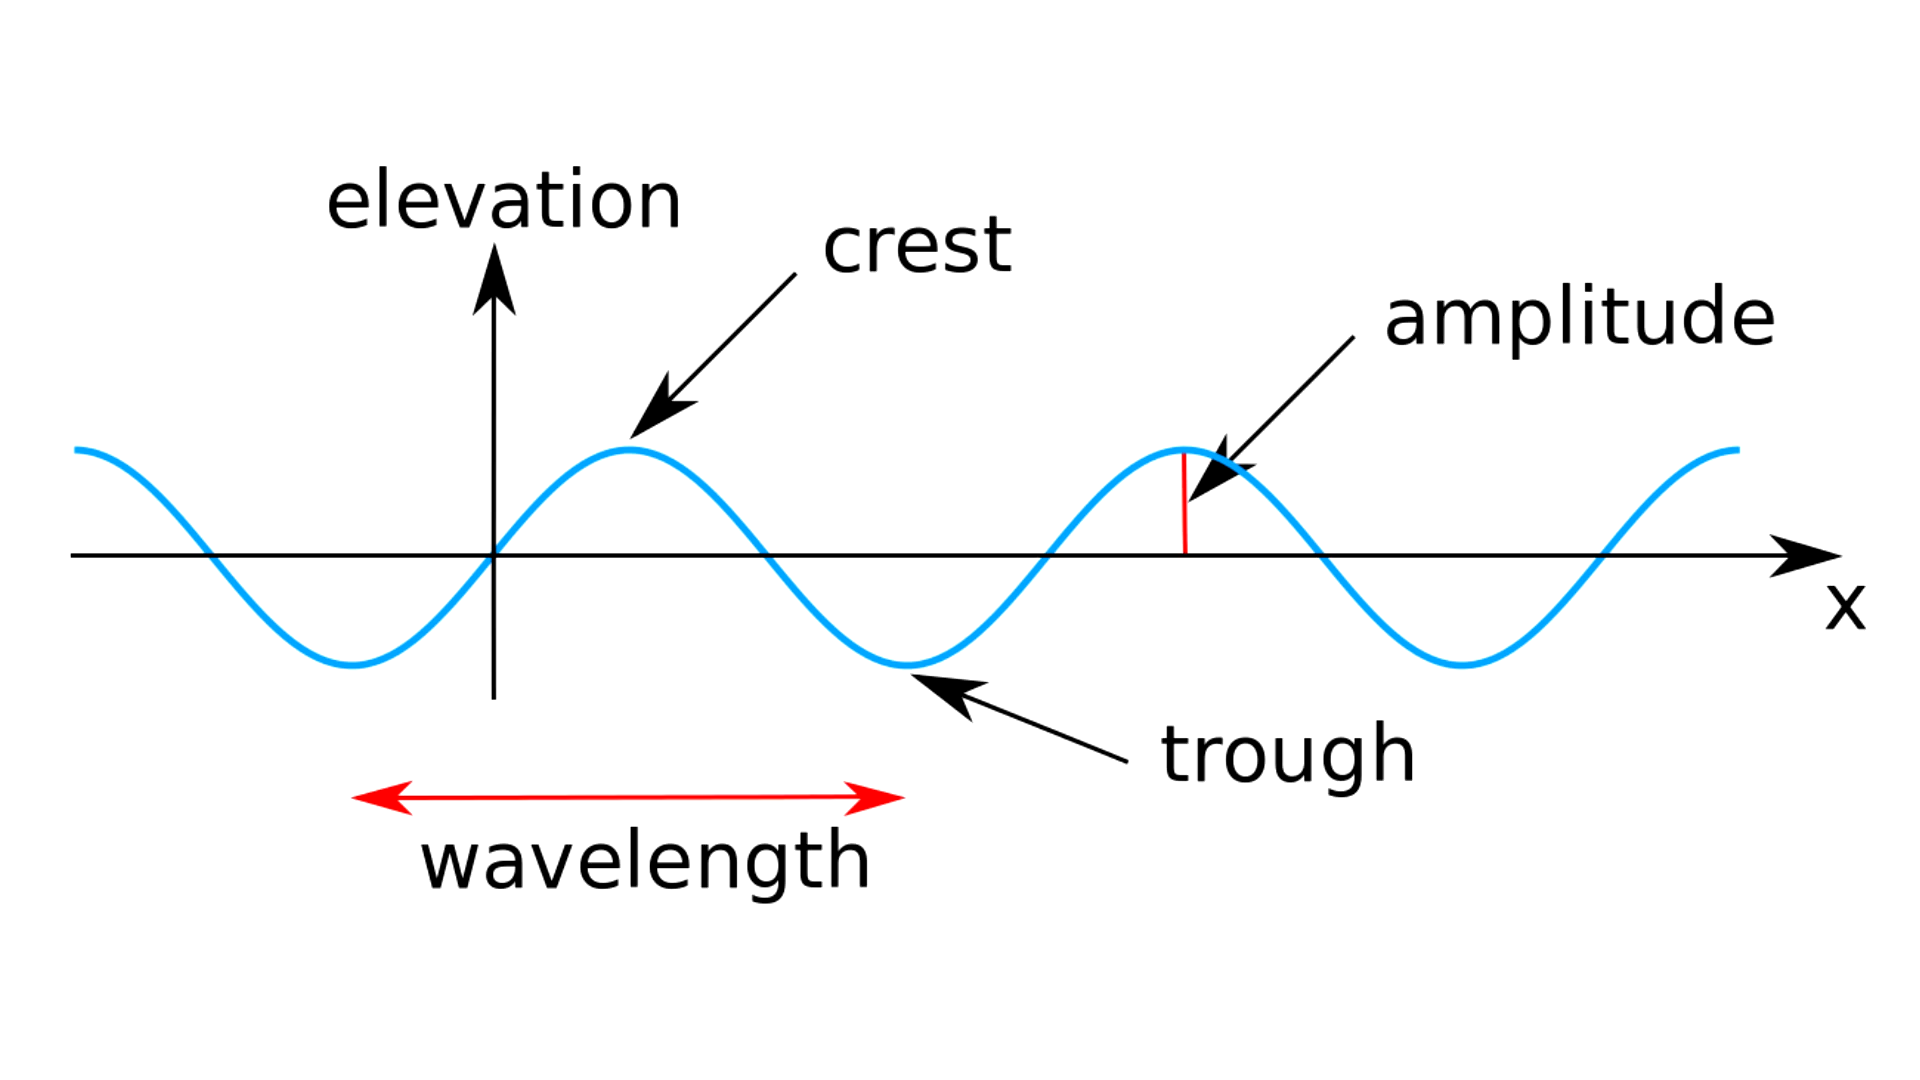 elevation
crest
amplitude
x
trough
wavelength